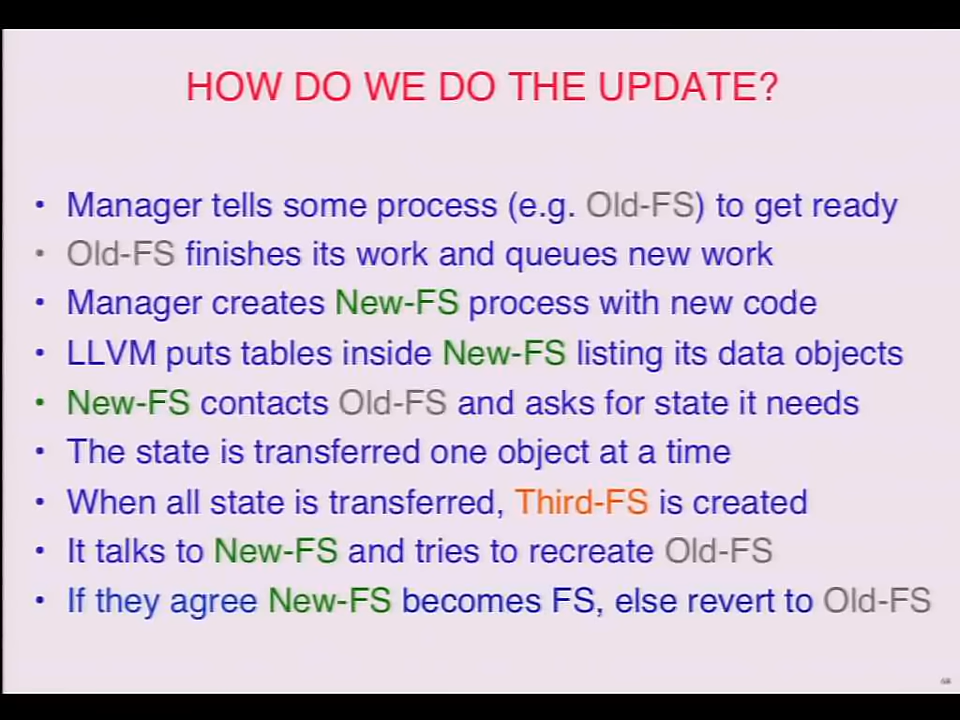 HOW DO WE DO THE UPDATE?
• Manager tells some process (e.g. Old-FS) to get ready
• Old-FS finishes its work and queues new work
• Manager creates New-FS process with new code
• LLVM puts tables inside New-FS listing its data objects
• New-FS contacts Old-FS and asks for state it needs
• The state is transferred one object at a time
• When all state is transferred, Third-FS is created
• It talks to New-FS and tries to recreate Old-FS
• If they agree New-FS becomes FS, else revert to Old-FS